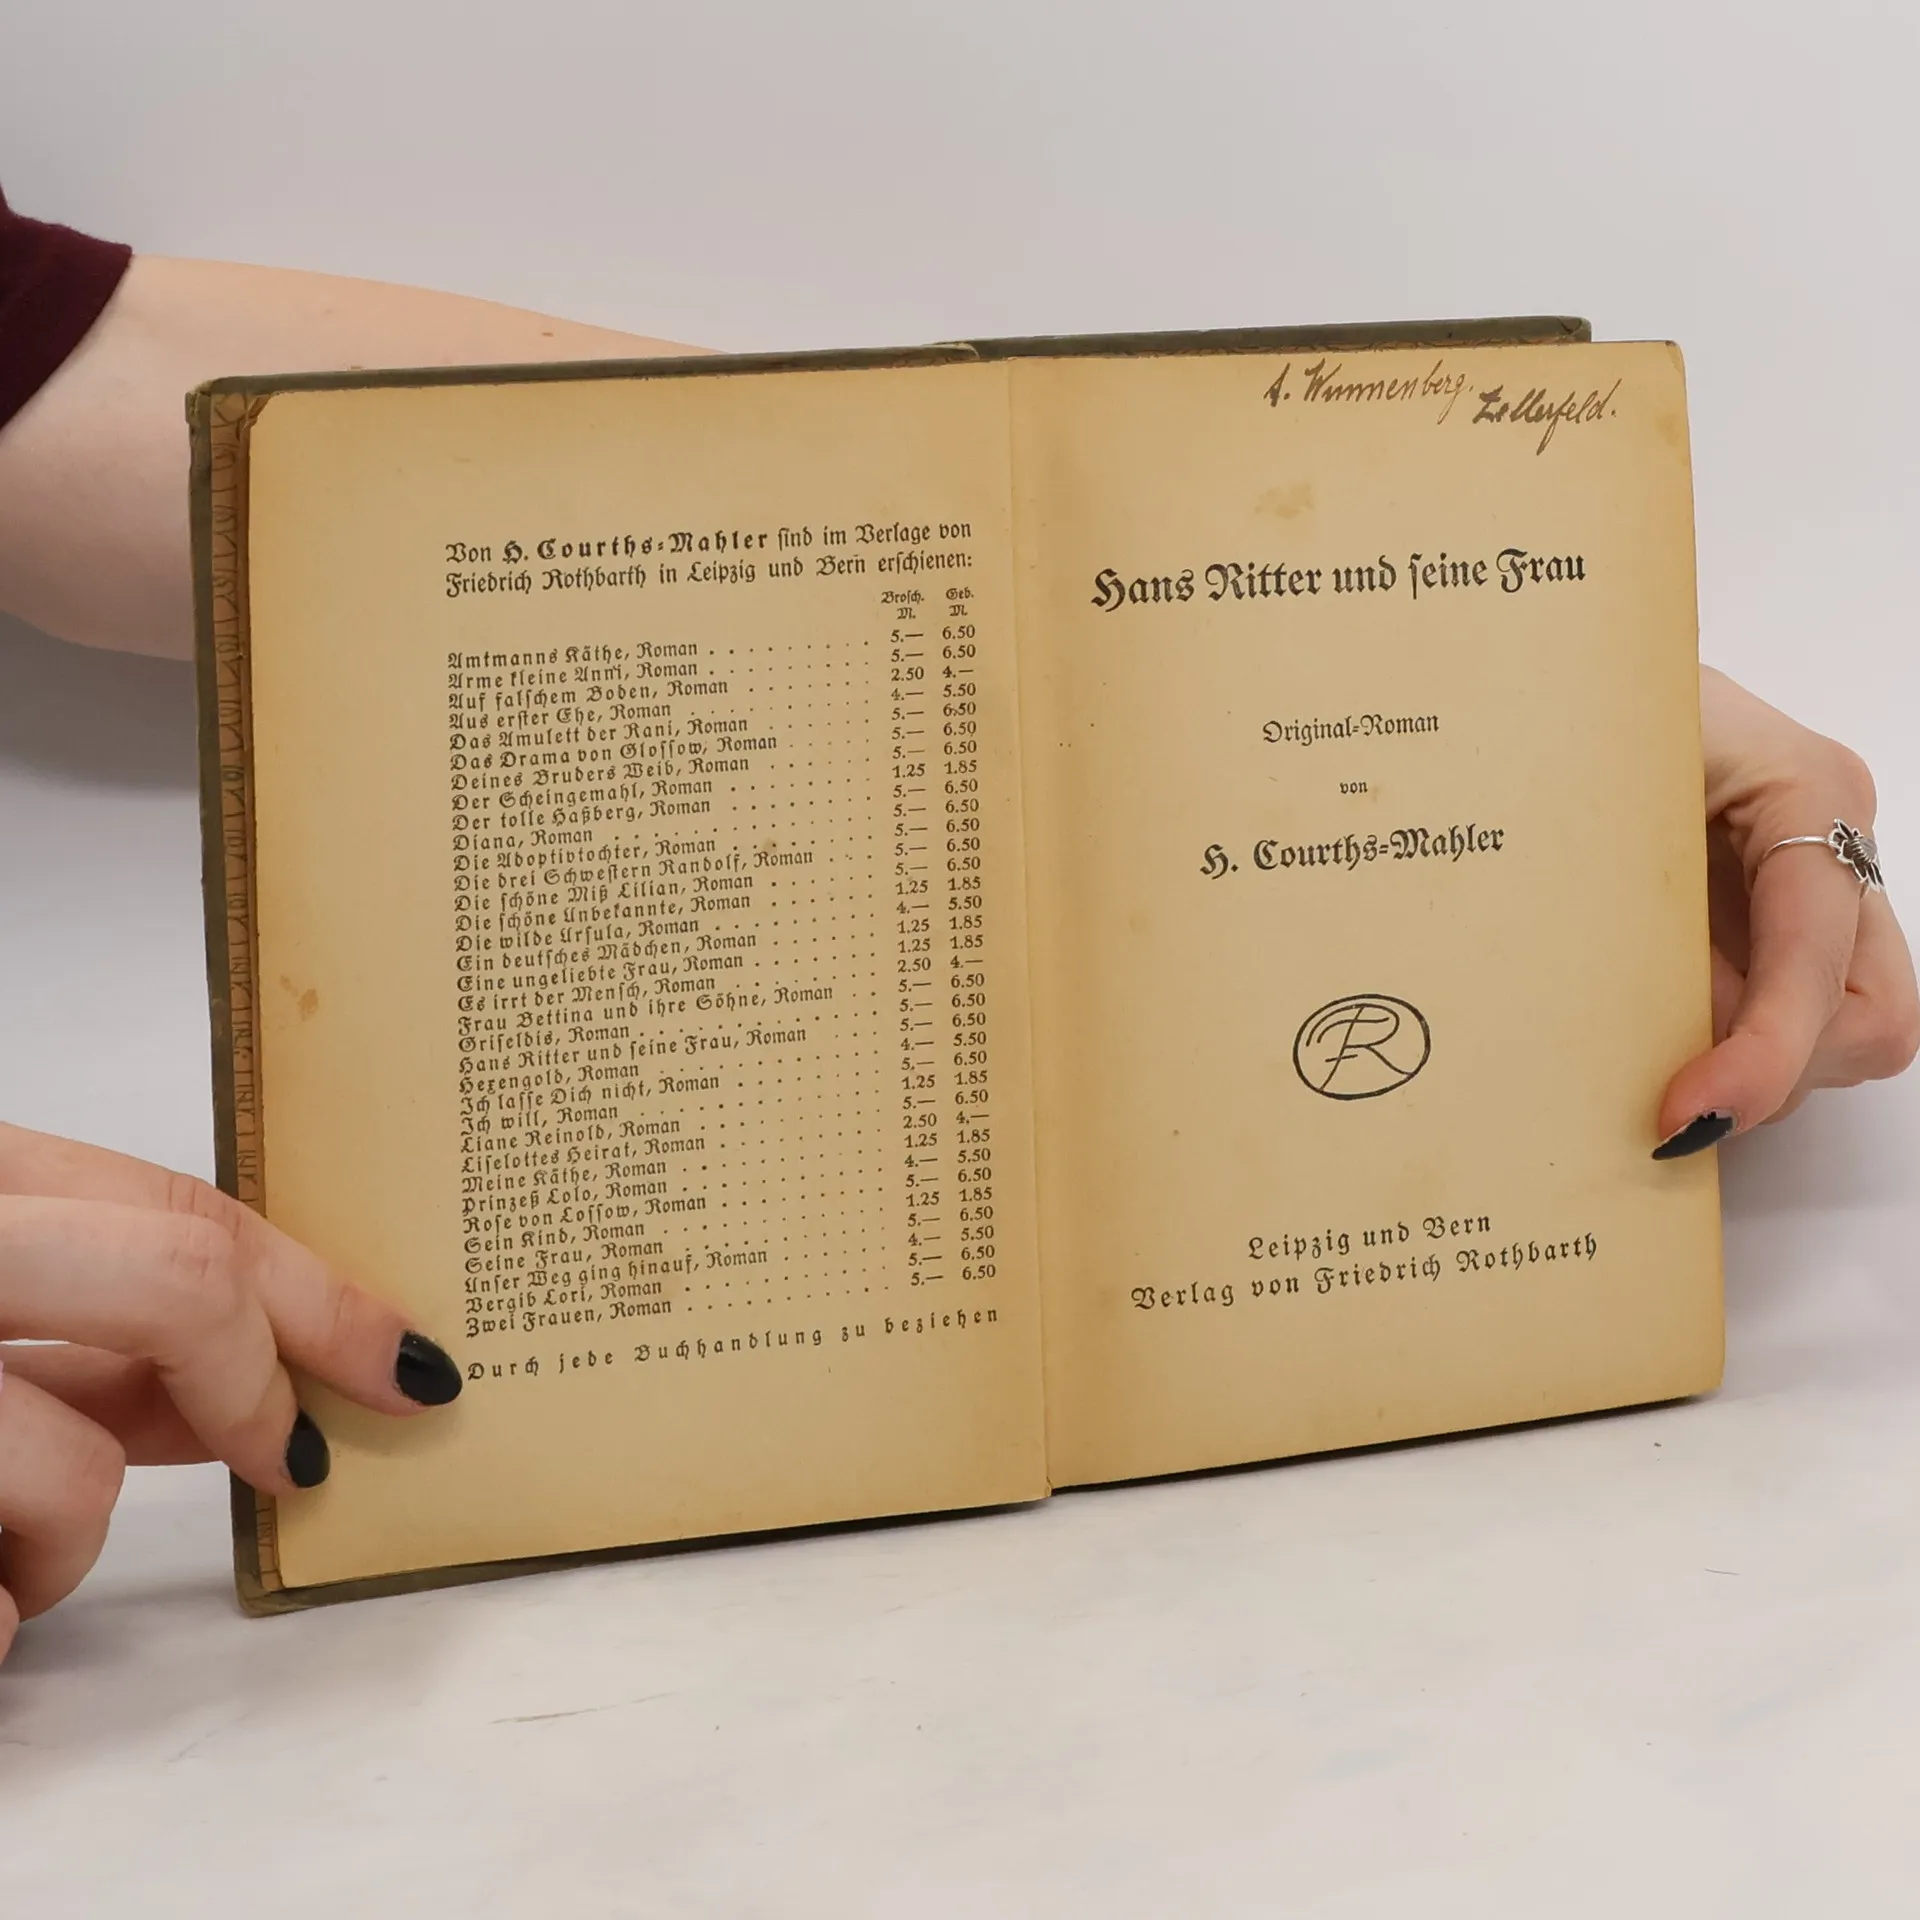 Von H. Courths-Mahler sind im Verlage von
Friedrich Rothbarth in Leipzig und Bern erschienen:
Brosch. Geb.
M. M.
Amtmanns Käthe, Roman . . . . . . . . . 5.— 6.50
Arme kleine Anni, Roman . . . . . . . . . 5.— 6.50
Auf falschem Boden, Roman . . . . . . . 2.50 4.—
Aus erster Ehe, Roman . . . . . . . . . 4.— 5.50
Das Amulett der Rani, Roman . . . . . . 5.— 6.50
Das Drama von Glossow, Roman . . . . . 5.— 6.50
Deines Bruders Weib, Roman . . . . . . 5.— 6.50
Der Scheingemahl, Roman . . . . . . . . 1.25 1.85
Der tolle Haßberg, Roman . . . . . . . . 5.— 6.50
Diana, Roman . . . . . . . . . . . . . 5.— 6.50
Die Adoptivtochter, Roman . . . . . . . . 5.— 6.50
Die drei Schwestern Randolf, Roman . . . 5.— 6.50
Die schöne Miß Lilian, Roman . . . . . . 5.— 6.50
Die schöne Unbekannte, Roman . . . . . . 1.25 1.85
Die wilde Ursula, Roman . . . . . . . . 4.— 5.50
Ein deutsches Mädchen, Roman . . . . . . 1.25 1.85
Eine ungeliebte Frau, Roman . . . . . . . 1.25 1.85
Es irrt der Mensch, Roman . . . . . . . 2.50 4.—
Frau Bettina und ihre Söhne, Roman . . 5.— 6.50
Griseldis, Roman . . . . . . . . . . . . 5.— 6.50
Hans Ritter und seine Frau, Roman . . . 5.— 6.50
Hexengold, Roman . . . . . . . . . . . 4.— 5.50
Ich lasse Dich nicht, Roman . . . . . . . . 5.— 6.50
Ich will, Roman . . . . . . . . . . . . 1.25 1.85
Liane Reinold, Roman . . . . . . . . . 5.— 6.50
Liselottes Heirat, Roman . . . . . . . . 2.50 4.—
Meine Käthe, Roman . . . . . . . . . . 1.25 1.85
Prinzeß Lolo, Roman . . . . . . . . . . 4.— 5.50
Rose von Lossow, Roman . . . . . . . . 5.— 6.50
Sein Kind, Roman . . . . . . . . . . . 1.25 1.85
Seine Frau, Roman . . . . . . . . . . 5.— 6.50
Unser Weg ging hinauf, Roman . . . . . 4.— 5.50
Vergib Lori, Roman . . . . . . . . . . 5.— 6.50
Zwei Frauen, Roman . . . . . . . . . . 5.— 6.50
Durch jede Buchhandlung zu beziehen
A. Wunnenberg.
Zellerfeld.
Hans Ritter und seine Frau
Original-Roman
von
H. Courths-Mahler
FR
Leipzig und Bern
Verlag von Friedrich Rothbarth